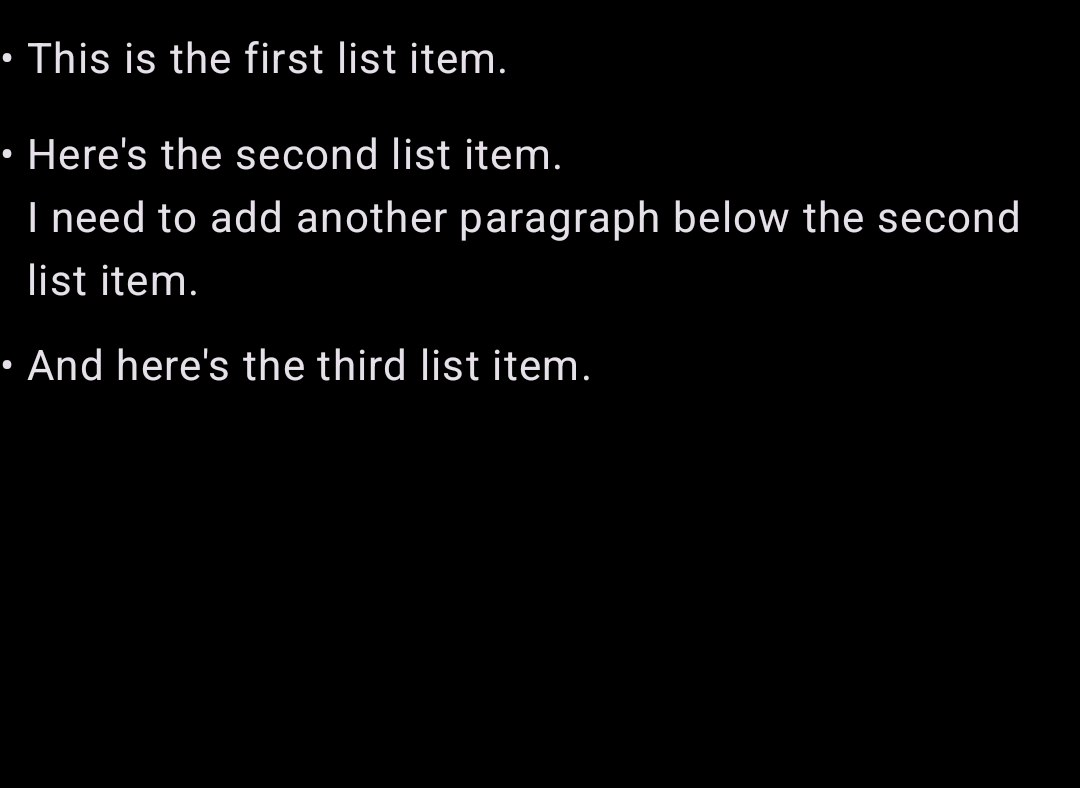 • This is the first list item.
• Here's the second list item.
I need to add another paragraph below the second
list item.
• And here's the third list item.